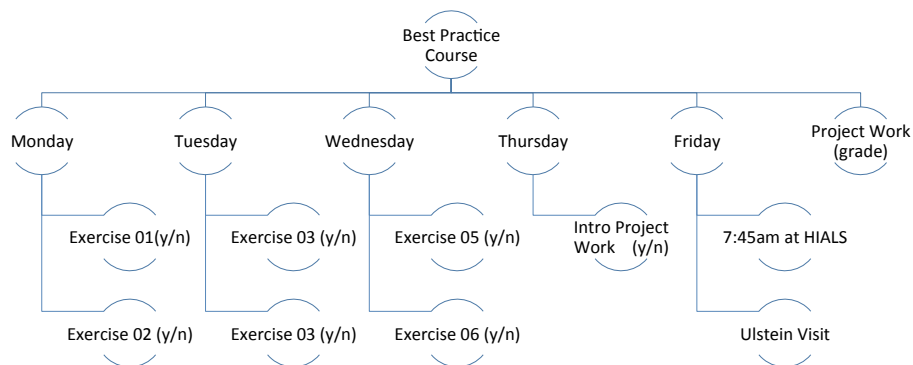 Best Practice
Course
Monday
Tuesday
Wednesday
Thursday
Friday
Project Work
(grade)
Exercise 01(y/n)
Exercise 03 (y/n)
Exercise 05 (y/n)
Intro Project
Work (y/n)
7:45am at HIALS
Exercise 02 (y/n)
Exercise 03 (y/n)
Exercise 06 (y/n)
Ulstein Visit